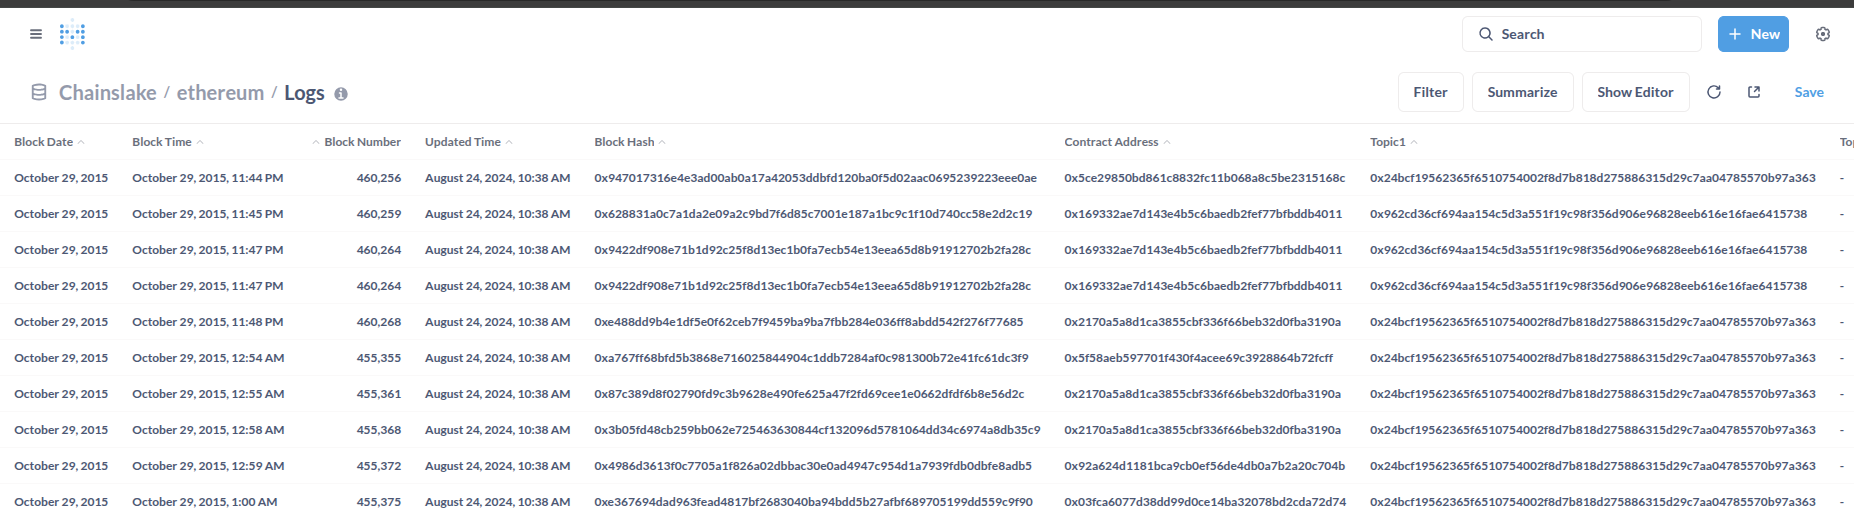 Search
+ New
Chainslake / ethereum / Logs
Filter Summarize Show Editor Save
Block Date Block Time Block Number Updated Time Block Hash Contract Address Topic1 Top
October 29, 2015 October 29, 2015, 11:44 PM 460,256 August 24, 2024, 10:38 AM 0x947017316e4e3ad00ab0a17a42053ddbfd120ba0f5d02aac0695239223eee0ae 0x5ce29850bd861c8832fc11b068a8c5be2315168c 0x24bcf19562365f6510754002f8d7b818d275886315d29c7aa04785570b97a363 -
October 29, 2015 October 29, 2015, 11:45 PM 460,259 August 24, 2024, 10:38 AM 0x628831a0c7a1da2e09a2c9bd7f6d85c7001e187a1bc9c1f10d740cc58e2d2c19 0x169332ae7d143e4b5c6baedb2fef77bfbddb4011 0x962cd36cf694aa154c5d3a551f19c98f356d906e96828eeb616e16fae6415738 -
October 29, 2015 October 29, 2015, 11:47 PM 460,264 August 24, 2024, 10:38 AM 0x9422df908e71b1d92c25f8d13ec1b0fa7ecb54e13eea65d8b91912702b2fa28c 0x169332ae7d143e4b5c6baedb2fef77bfbddb4011 0x962cd36cf694aa154c5d3a551f19c98f356d906e96828eeb616e16fae6415738 -
October 29, 2015 October 29, 2015, 11:47 PM 460,264 August 24, 2024, 10:38 AM 0x9422df908e71b1d92c25f8d13ec1b0fa7ecb54e13eea65d8b91912702b2fa28c 0x169332ae7d143e4b5c6baedb2fef77bfbddb4011 0x962cd36cf694aa154c5d3a551f19c98f356d906e96828eeb616e16fae6415738 -
October 29, 2015 October 29, 2015, 11:48 PM 460,268 August 24, 2024, 10:38 AM 0xe488dd9b4e1df5e0f62ceb7f9459ba9ba7fbb284e036ff8abdd542f276f77685 0x2170a5a8d1ca3855cbf336f66beb32d0fba3190a 0x24bcf19562365f6510754002f8d7b818d275886315d29c7aa04785570b97a363 -
October 29, 2015 October 29, 2015, 12:54 AM 455,355 August 24, 2024, 10:38 AM 0xa767ff68bfd5b3868e716025844904c1ddb7284af0c981300b72e41fc61dc3f9 0x5f58aeb597701f430f4acee69c3928864b72fcff 0x24bcf19562365f6510754002f8d7b818d275886315d29c7aa04785570b97a363 -
October 29, 2015 October 29, 2015, 12:55 AM 455,361 August 24, 2024, 10:38 AM 0x87c389d8f02790fd9c3b9628e490fe625a47f2fd69cee1e0662dfdf6b8e56d2c 0x2170a5a8d1ca3855cbf336f66beb32d0fba3190a 0x24bcf19562365f6510754002f8d7b818d275886315d29c7aa04785570b97a363 -
October 29, 2015 October 29, 2015, 12:58 AM 455,368 August 24, 2024, 10:38 AM 0x3b05fd48cb259bb062e725463630844cf132096d5781064dd34c6974a8db35c9 0x2170a5a8d1ca3855cbf336f66beb32d0fba3190a 0x24bcf19562365f6510754002f8d7b818d275886315d29c7aa04785570b97a363 -
October 29, 2015 October 29, 2015, 12:59 AM 455,372 August 24, 2024, 10:38 AM 0x4986d3613f0c7705a1f826a02dbbac30e0ad4947c954d1a7939fdb0dbfe8adb5 0x92a624d1181bca9cb0ef56de4db0a7b2a20c704b 0x24bcf19562365f6510754002f8d7b818d275886315d29c7aa04785570b97a363 -
October 29, 2015 October 29, 2015, 1:00 AM 455,375 August 24, 2024, 10:38 AM 0xe367694dad963fead4817bf2683040ba94bdd5b27afbf689705199dd559c9f90 0x03fca6077d38dd99d0ce14ba32078bd2cda72d74 0x24bcf19562365f6510754002f8d7b818d275886315d29c7aa04785570b97a363 -